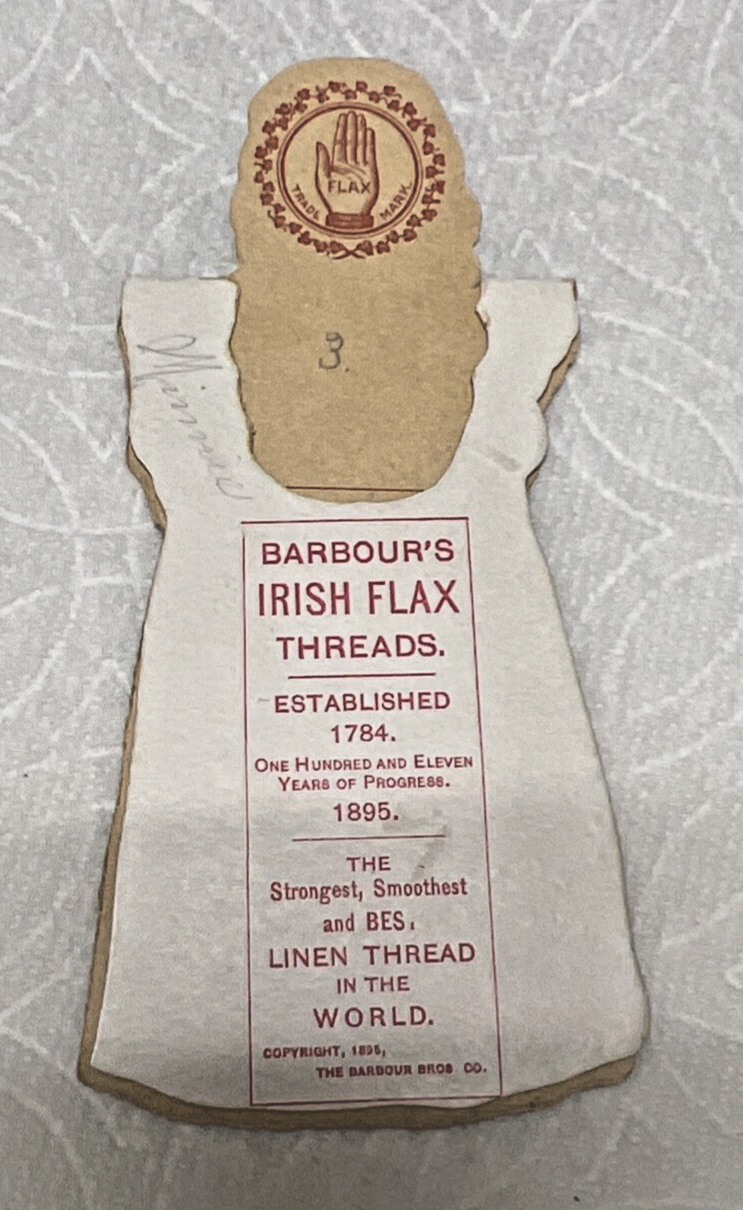 FLAX
TRADE MARK.
3.
Minnie
BARBOUR'S
IRISH FLAX
THREADS.
ESTABLISHED
1784.
ONE HUNDRED AND ELEVEN
YEARS OF PROGRESS.
1895.
THE
Strongest, Smoothest
and BES
LINEN THREAD
IN THE
WORLD.
COPYRIGHT, 1895,
THE BARBOUR BROS CO.